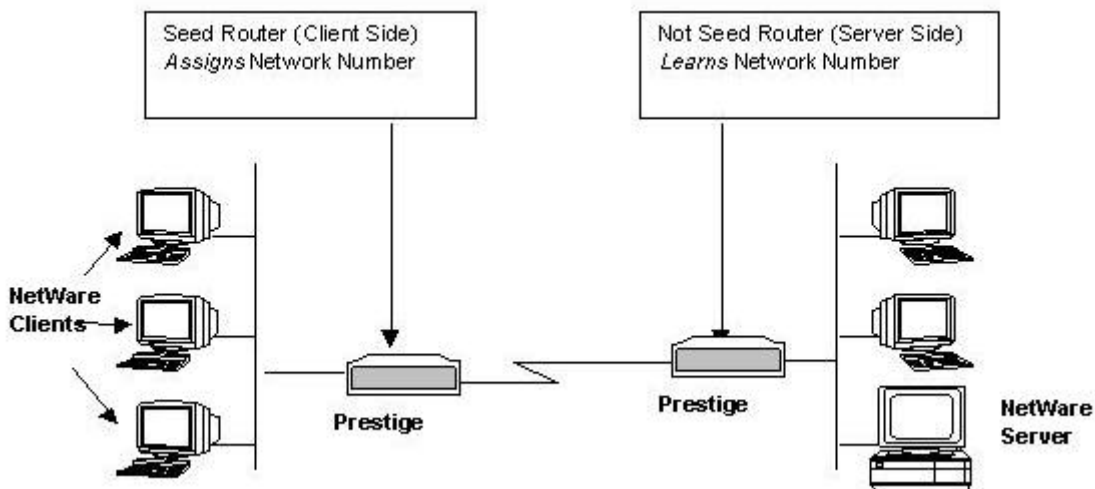 Seed Router (Client Side)
Assigns Network Number
Not Seed Router (Server Side)
Learns Network Number
NetWare
Clients
Prestige
Prestige
NetWare
Server